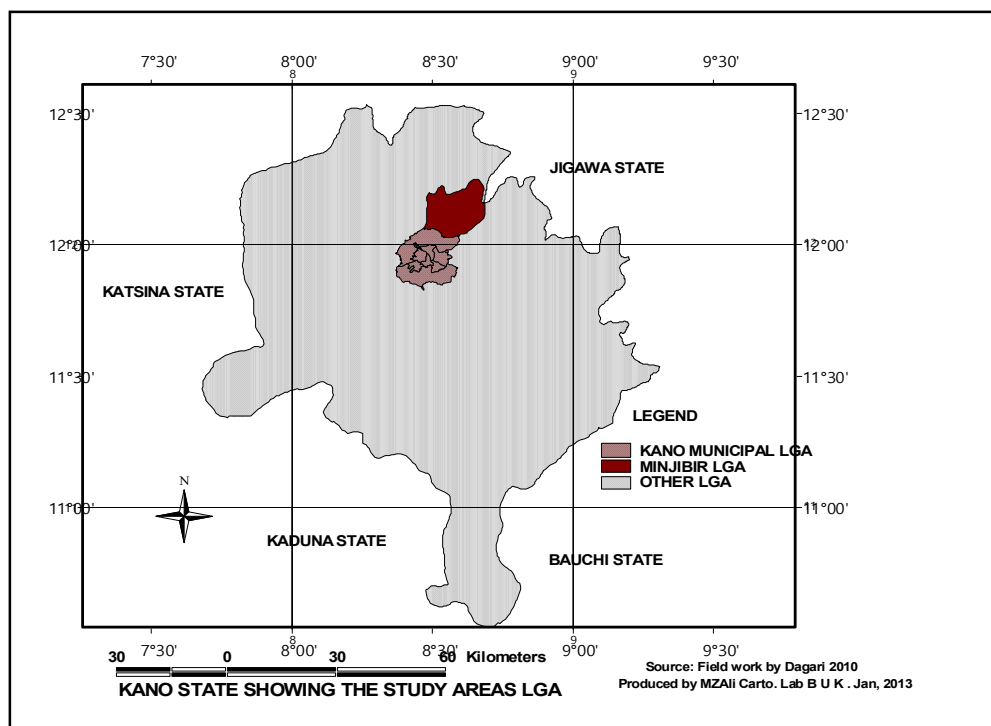 7°30' 8°00' 8°30' 9°00' 9°30'
12°30' 12°30'
JIGAWA STATE
12°00' 12°00'
KATSINA STATE
11°30' 11°30'
LEGEND
KANO MUNICIPAL LGA
MINJIBIR LGA
OTHER LGA
N
11°00' 11°00'
KADUNA STATE
BAUCHI STATE
7°30' 8°00' 8°30' 9°00' 9°30'
30 0 30 60 Kilometers
KANO STATE SHOWING THE STUDY AREAS LGA
Source: Field work by Dagari 2010
Produced by MZAli Carto. Lab B U K . Jan, 2013